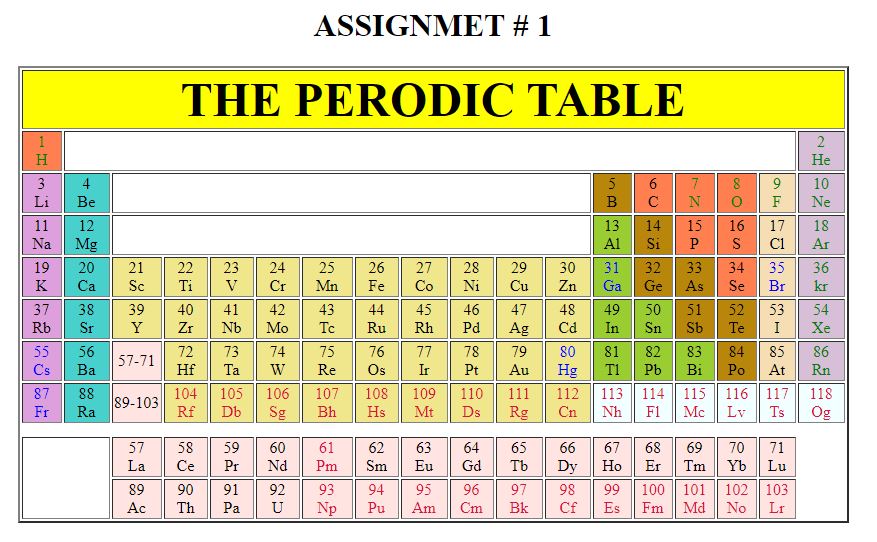 ASSIGNMET # 1
THE PERODIC TABLE
1 2
H He
3 4 5 6 7 8 9 10
Li Be B C N O F Ne
11 12 13 14 15 16 17 18
Na Mg Al Si P S Cl Ar
19 20 21 22 23 24 25 26 27 28 29 30 31 32 33 34 35 36
K Ca Sc Ti V Cr Mn Fe Co Ni Cu Zn Ga Ge As Se Br kr
37 38 39 40 41 42 43 44 45 46 47 48 49 50 51 52 53 54
Rb Sr Y Zr Nb Mo Tc Ru Rh Pd Ag Cd In Sn Sb Te I Xe
55 56 57-71 72 73 74 75 76 77 78 79 80 81 82 83 84 85 86
Cs Ba Hf Ta W Re Os Ir Pt Au Hg Tl Pb Bi Po At Rn
87 88 89-103 104 105 106 107 108 109 110 111 112 113 114 115 116 117 118
Fr Ra Rf Db Sg Bh Hs Mt Ds Rg Cn Nh Fl Mc Lv Ts Og
57 58 59 60 61 62 63 64 65 66 67 68 69 70 71
La Ce Pr Nd Pm Sm Eu Gd Tb Dy Ho Er Tm Yb Lu
89 90 91 92 93 94 95 96 97 98 99 100 101 102 103
Ac Th Pa U Np Pu Am Cm Bk Cf Es Fm Md No Lr